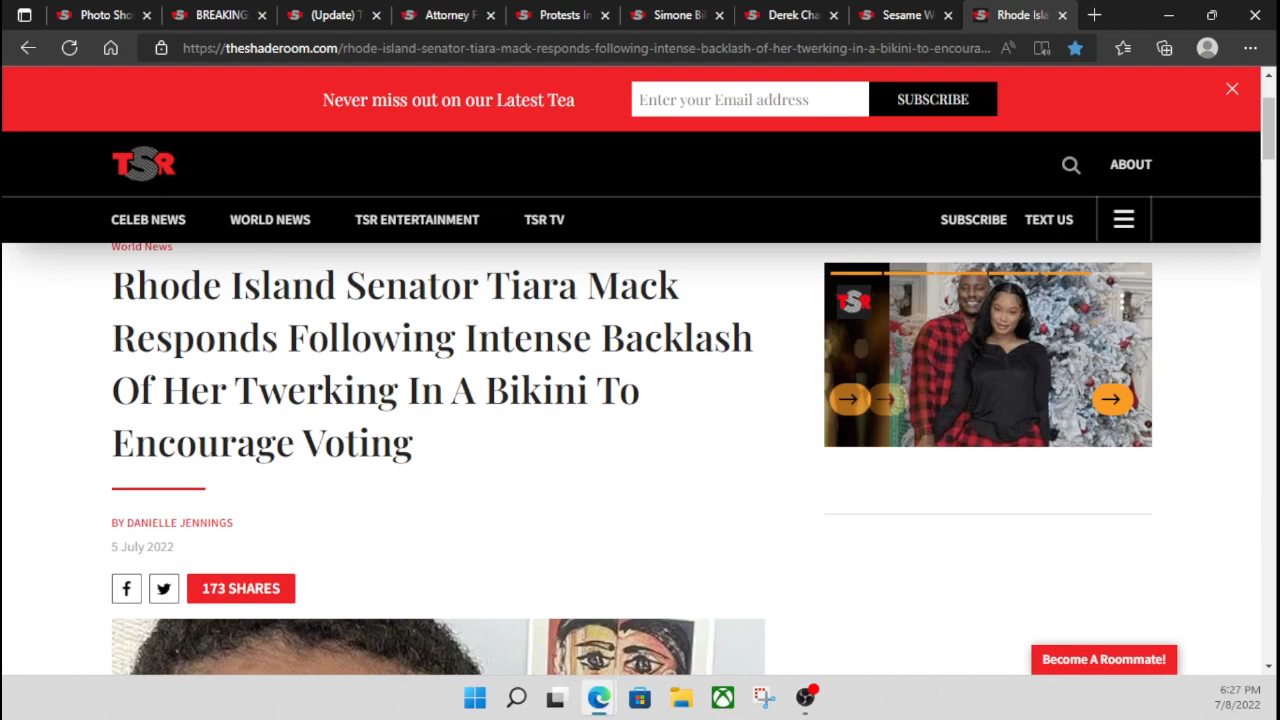 Photo Sho
BREAKING:
(Update) T
Attorney F
Protests In
Simone Bi
Derek Cha
Sesame W
Rhode Isla
https://theshaderoom.com/rhode-island-senator-tiara-mack-responds-following-intense-backlash-of-her-twerking-in-a-bikini-to-encoura...
Never miss out on our Latest Tea
Enter your Email address
SUBSCRIBE
TSR
ABOUT
CELEB NEWS
WORLD NEWS
TSR ENTERTAINMENT
TSR TV
SUBSCRIBE
TEXT US
World News
Rhode Island Senator Tiara Mack
Responds Following Intense Backlash
Of Her Twerking In A Bikini To
Encourage Voting
BY DANIELLE JENNINGS
5 July 2022
173 SHARES
TSR
Become A Roommate!
6:27 PM
7/8/2022